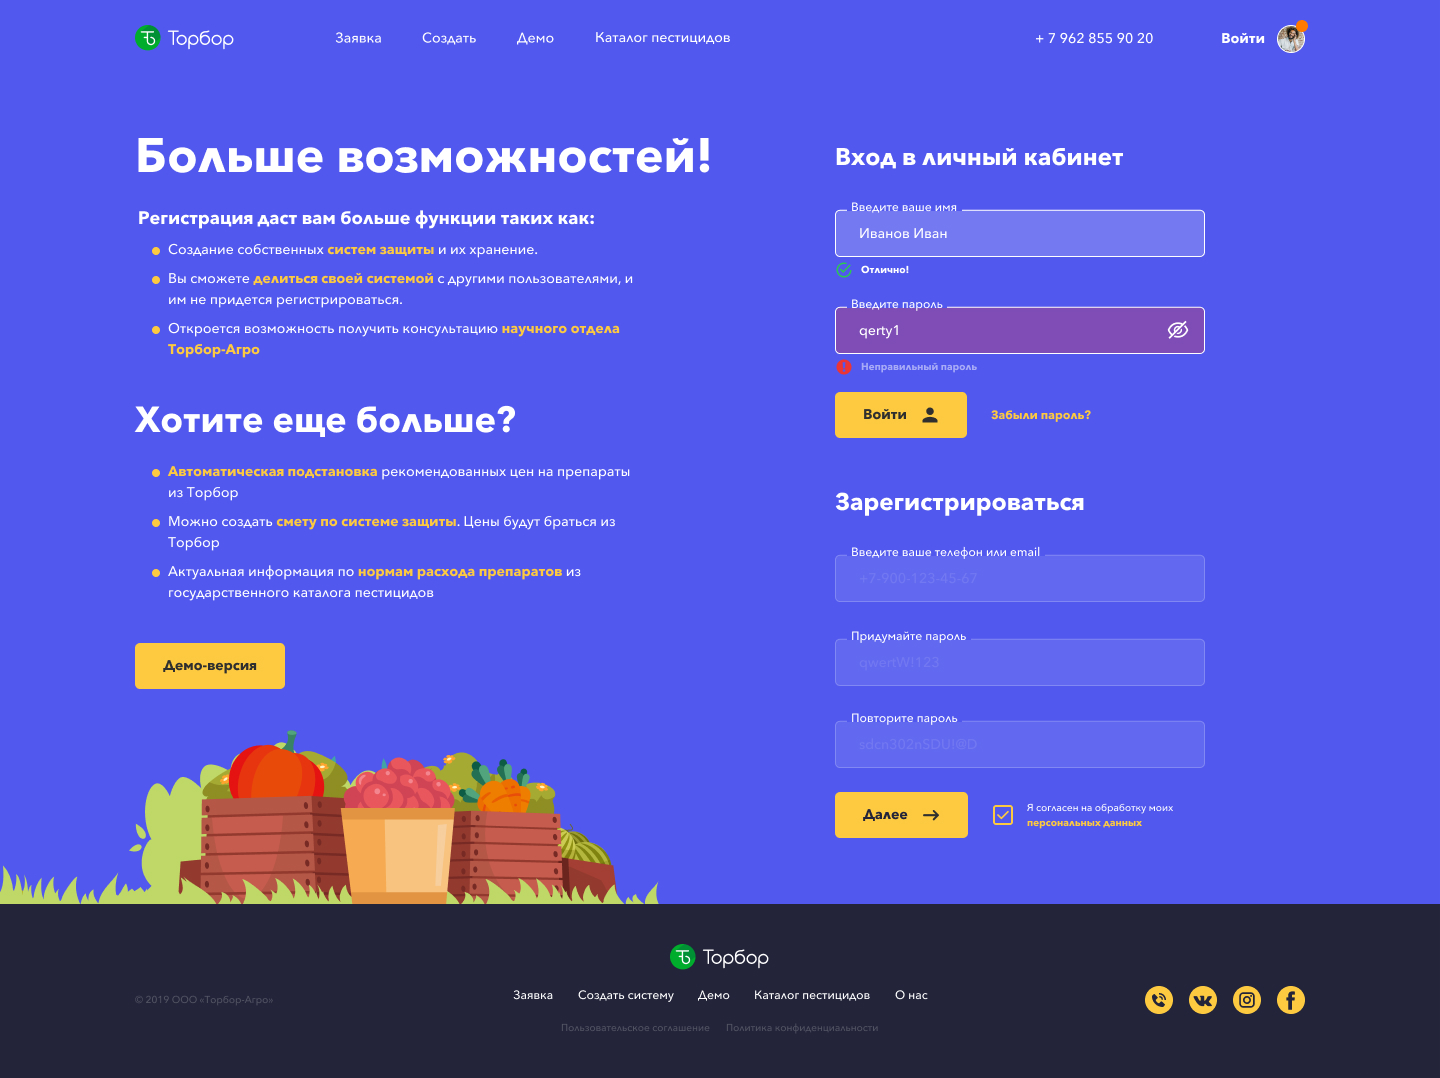 Торбор
Заявка
Создать
Демо
Каталог пестицидов
+ 7 962 855 90 20
Войти
Больше возможностей!
Регистрация даст вам больше функции таких как:
Создание собственных систем защиты и их хранение.
Вы сможете делиться своей системой с другими пользователями, и
им не придется регистрироваться.
Откроется возможность получить консультацию научного отдела
Торбор-Агро
Хотите еще больше?
Автоматическая подстановка рекомендованных цен на препараты
из Торбор
Можно создать смету по системе защиты. Цены будут браться из
Торбор
Актуальная информация по нормам расхода препаратов из
государственного каталога пестицидов
Демо-версия
Вход в личный кабинет
Введите ваше имя
Иванов Иван
Отлично!
Введите пароль
qerty1
Неправильный пароль
Войти
Забыли пароль?
Зарегистрироваться
Введите ваше телефон или email
+7-900-123-45-67
Придумайте пароль
qwertW!123
Повторите пароль
sdcn302nSDUI@D
Далее
Я согласен на обработку моих
персональных данных
Торбор
© 2019 ООО «Торбор-Агро»
Заявка
Создать систему
Демо
Каталог пестицидов
О нас
Пользовательское соглашение
Политика конфиденциальности